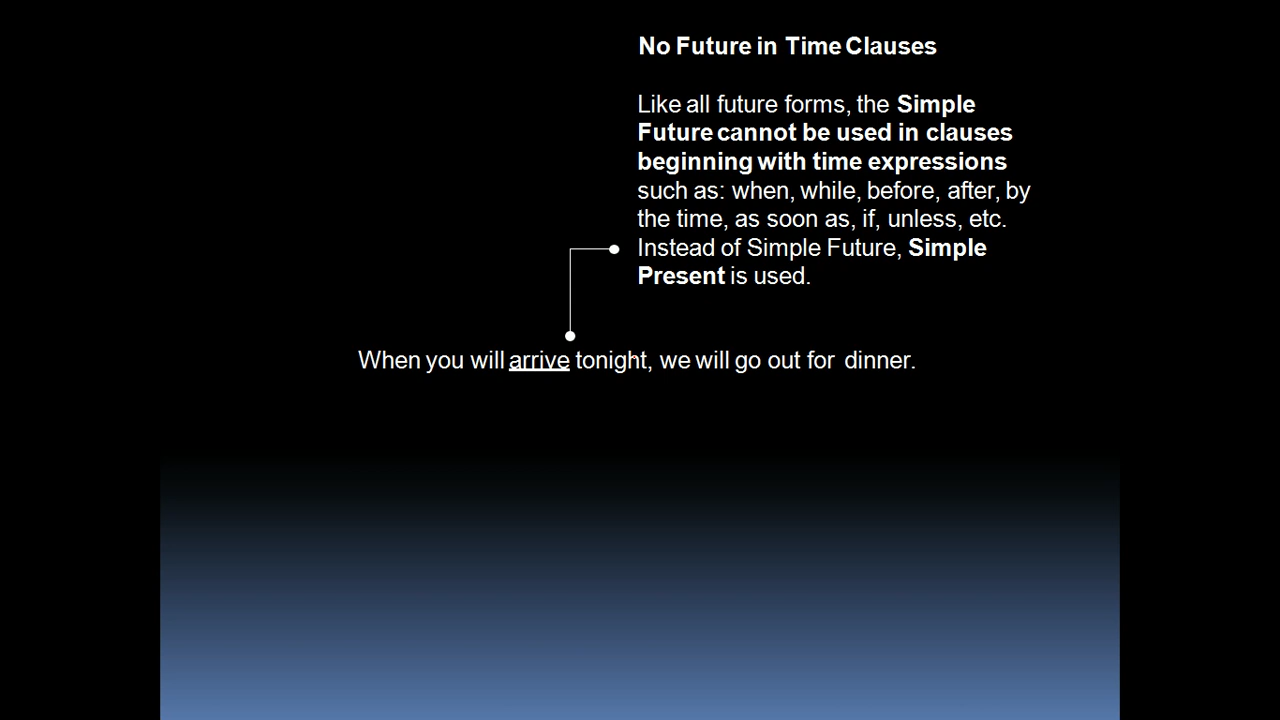 No Future in Time Clauses
Like all future forms, the Simple
Future cannot be used in clauses
beginning with time expressions
such as: when, while, before, after, by
the time, as soon as, if, unless, etc.
Instead of Simple Future, Simple
Present is used.
When you will arrive tonight, we will go out for dinner.